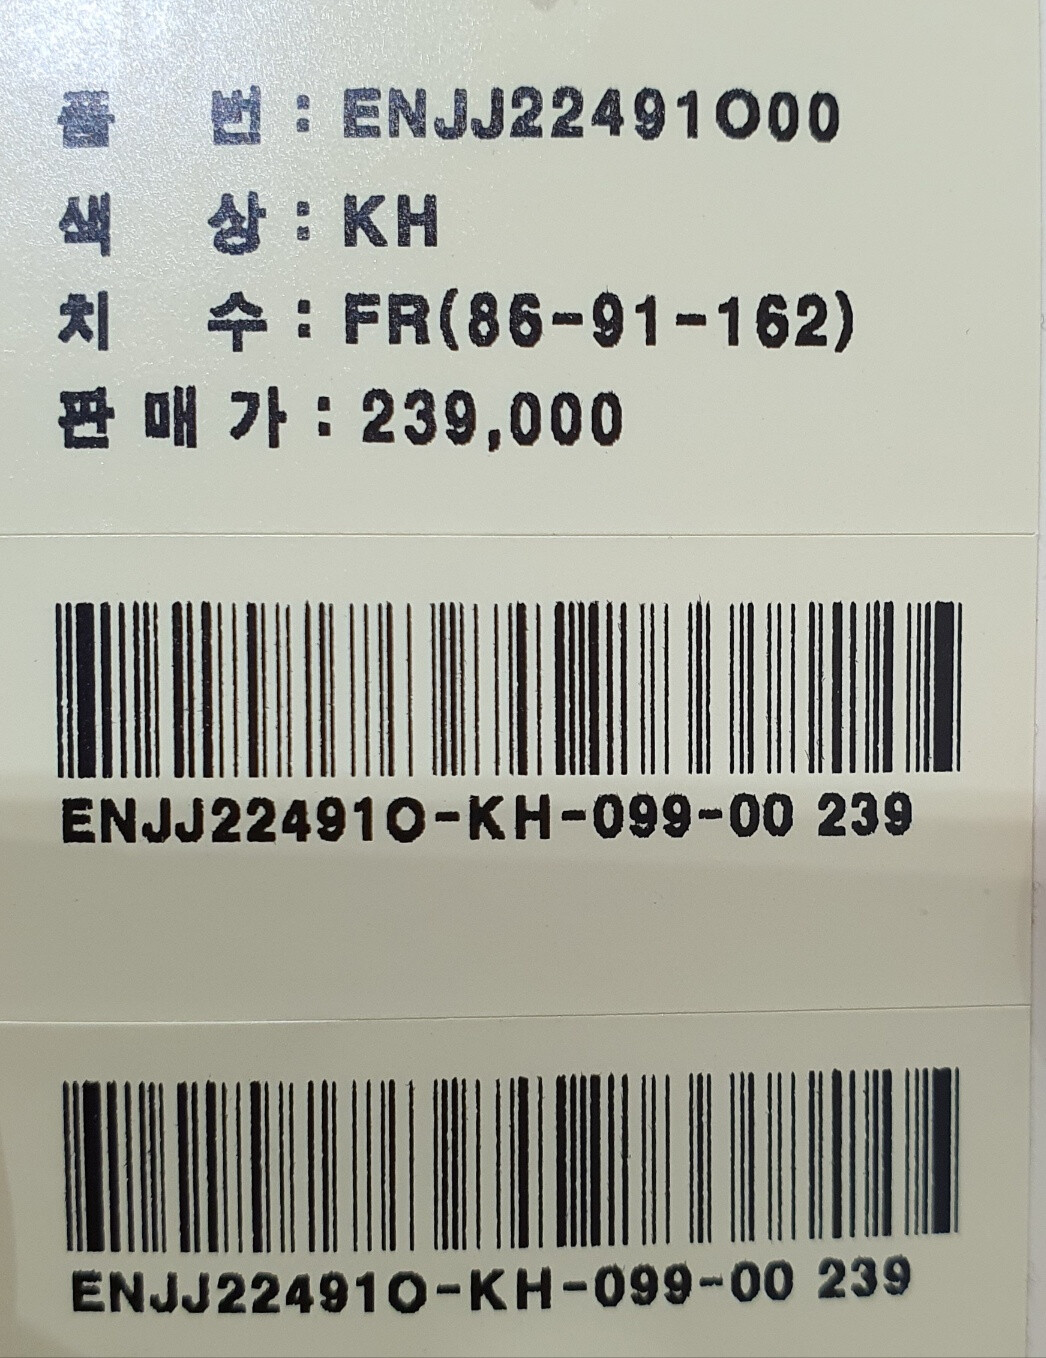 품 번 : ENJJ22491O00
색 상 : KH
치 수 : FR(86-91-162)
판 매 가 : 239,000
ENJJ22491O-KH-099-00 239
ENJJ22491O-KH-099-00 239